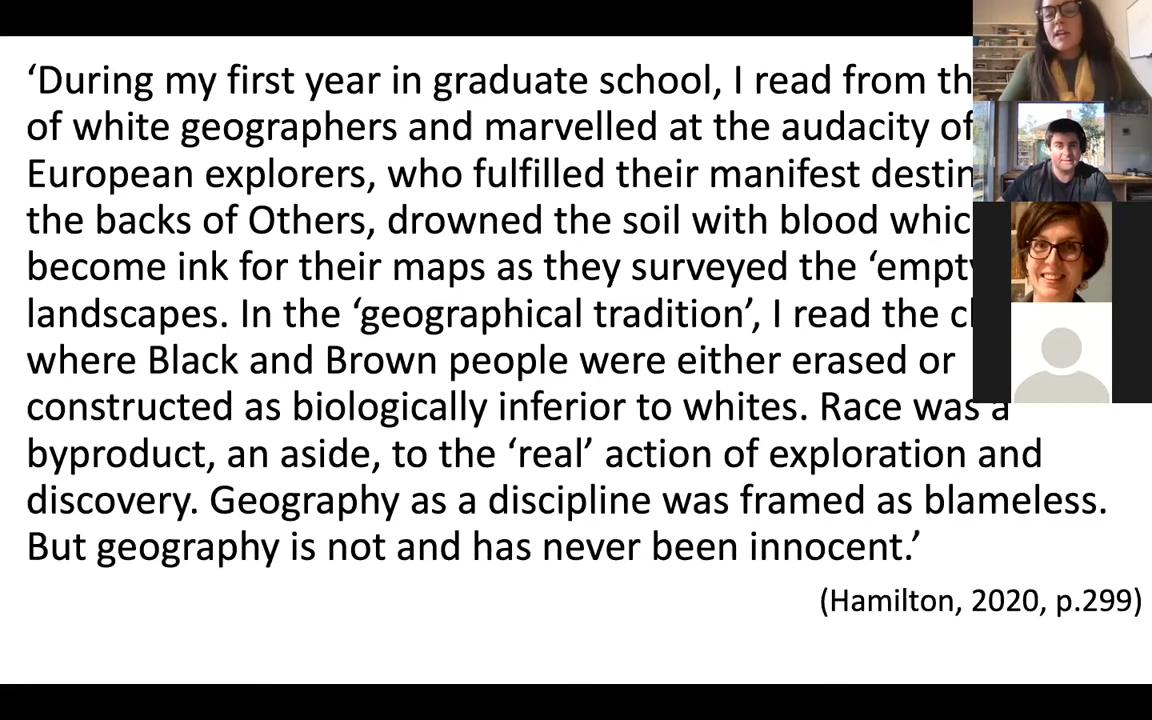 ‘During my first year in graduate school, I read from
of white geographers and marvelled at the audacity of
European explorers, who fulfilled their manifest
the backs of Others, drowned the soil with blood
become ink for their maps as they surveyed the
landscapes. In the ‘geographical tradition’, I read the
where Black and Brown people were either erased or
constructed as biologically inferior to whites. Race was a
byproduct, an aside, to the ‘real’ action of exploration and
discovery. Geography as a discipline was framed as blameless.
But geography is not and has never been innocent.’
(Hamilton, 2020, p.299)